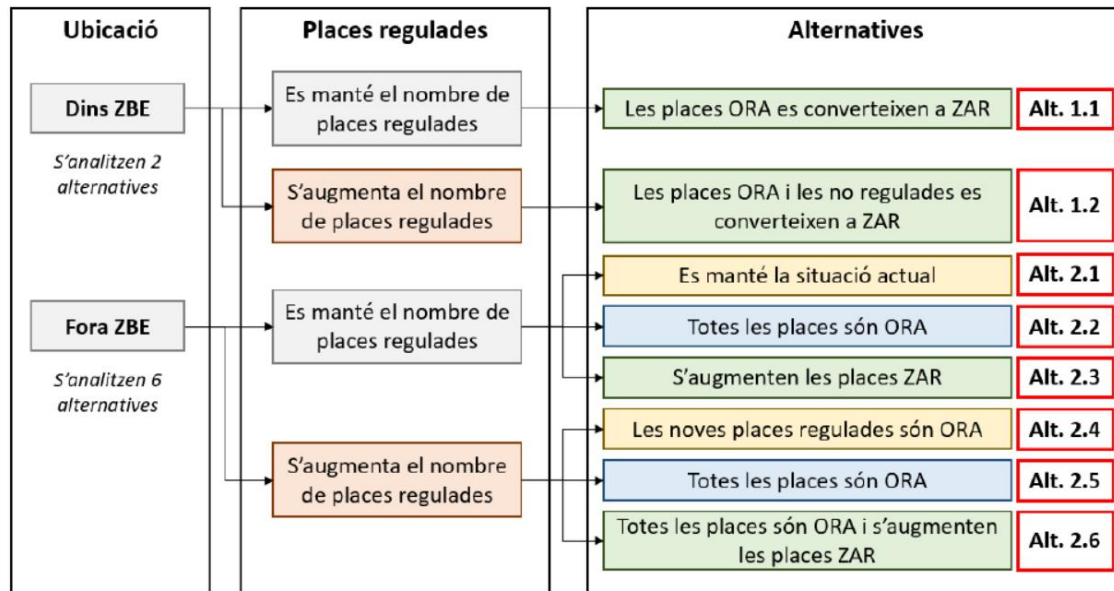 Ubicació
Places regulades
Alternatives
Dins ZBE
S'analitzen 2
alternatives
Es manté el nombre de
places regulades
Les places ORA es converteixen a ZAR
Alt. 1.1
S'augmenta el nombre
de places regulades
Les places ORA i les no regulades es
converteixen a ZAR
Alt. 1.2
Fora ZBE
S'analitzen 6
alternatives
Es manté el nombre de
places regulades
Es manté la situació actual
Alt. 2.1
Totes les places són ORA
Alt. 2.2
S'augmenten les places ZAR
Alt. 2.3
S'augmenta el nombre
de places regulades
Les noves places regulades són ORA
Alt. 2.4
Totes les places són ORA
Alt. 2.5
Totes les places són ORA i s'augmenten
les places ZAR
Alt. 2.6